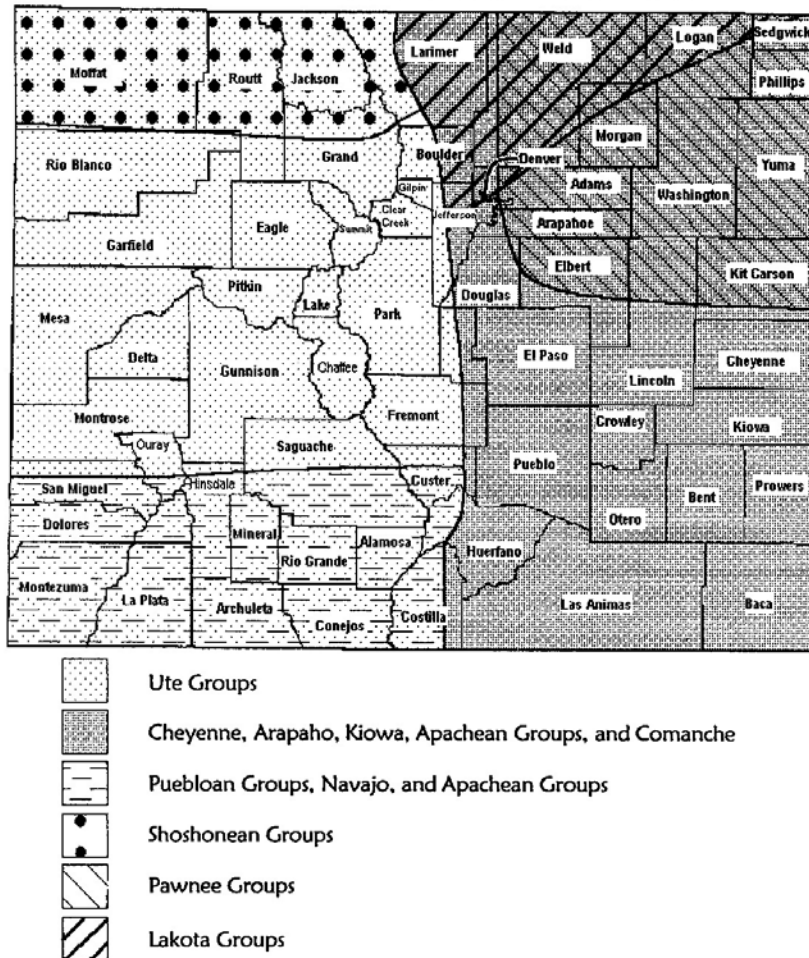 Larimer
Weld
Logan
Sedgwick
Moffat
Routt
Jackson
Phillips
Morgan
Rio Blanco
Grand
Boulder
Denver
Yuma
Gilpin
Adams
Washington
Clear
Creek
Jefferson
Eagle
Summit
Arapahoe
Garfield
Elbert
Kit Carson
Pitkin
Lake
Douglas
Mesa
Park
Delta
El Paso
Cheyenne
Gunnison
Chaffee
Lincoln
Montrose
Fremont
Crowley
Kiowa
Ouray
Saguache
Pueblo
San Miguel
Hinsdale
Custer
Bent
Prowers
Dolores
Otero
Mineral
Alamosa
Rio Grande
Huerfano
Montezuma
La Plata
Archuleta
Conejos
Costilla
Las Animas
Baca
Ute Groups
Cheyenne, Arapaho, Kiowa, Apachean Groups, and Comanche
Puebloan Groups, Navajo, and Apachean Groups
Shoshonean Groups
Pawnee Groups
Lakota Groups